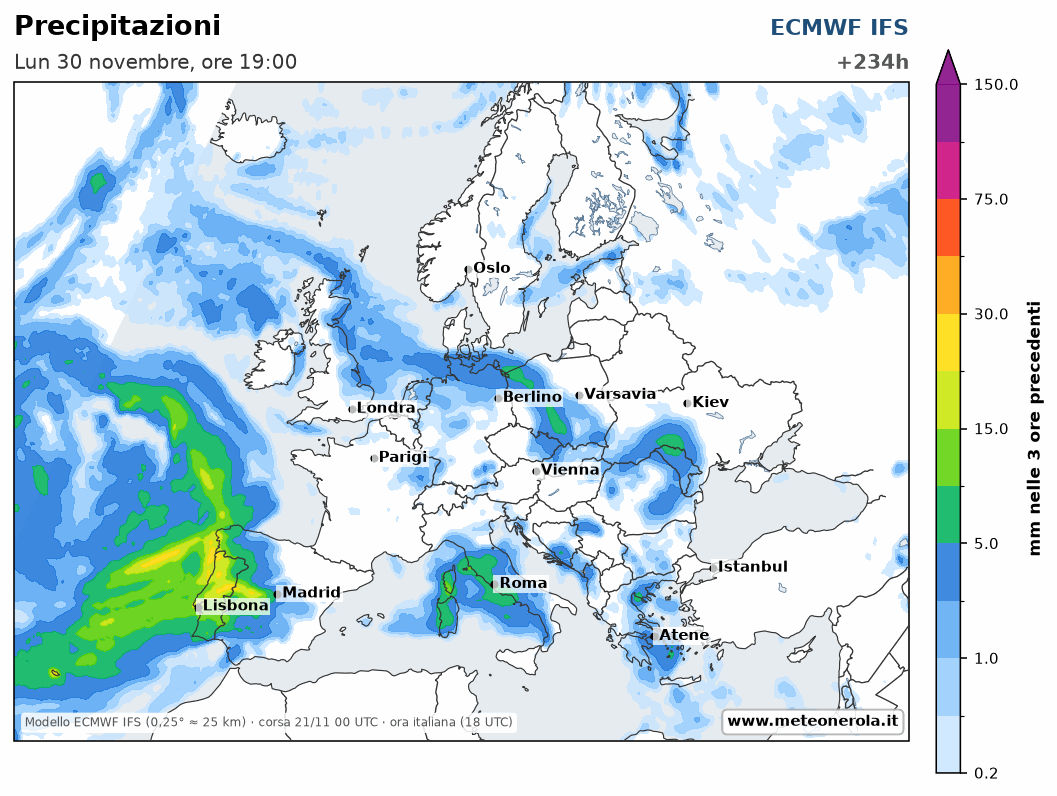 Precipitazioni
ECMWF IFS
Lun 30 novembre, ore 19:00
+234h
150.0
75.0
30.0
15.0
5.0
1.0
0.2
mm nelle 3 ore precedenti
Oslo
Berlino
Varsavia
Kiev
Londra
Parigi
Vienna
Istanbul
Roma
Madrid
Lisbona
Atene
Modello ECMWF IFS (0,25° ≈ 25 km) · corsa 21/11 00 UTC · ora italiana (18 UTC)
www.meteonerola.it